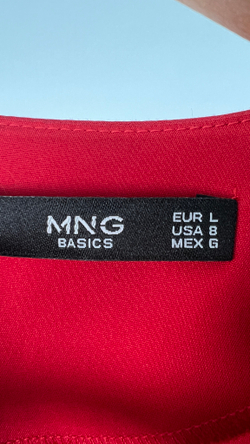 MNG
BASICS
EUR L
USA 8
MEX G